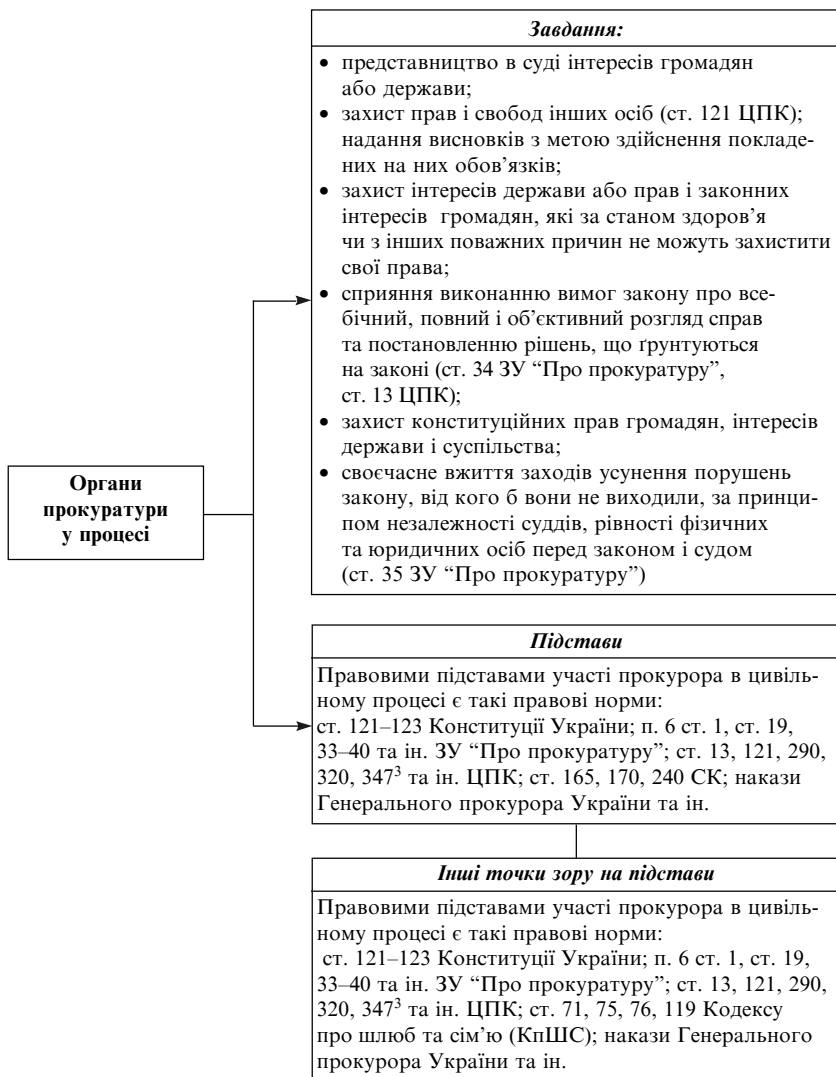 Завдання:
• представництво в суді інтересів громадян
або держави;
• захист прав і свобод інших осіб (ст. 121 ЦПК);
надання висновків з метою здійснення покладе-
них на них обов’язків;
• захист інтересів держави або прав і законних
інтересів громадян, які за станом здоров’я
чи з інших поважних причин не можуть захистити
свої права;
• сприяння виконанню вимог закону про все-
бічний, повний і об’єктивний розгляд справ
та постановленню рішень, що ґрунтуються
на законі (ст. 34 ЗУ “Про прокуратуру”,
ст. 13 ЦПК);
• захист конституційних прав громадян, інтересів
держави і суспільства;
• своєчасне вжиття заходів усунення порушень
закону, від кого б вони не виходили, за принци-
пом незалежності суддів, рівності фізичних
та юридичних осіб перед законом і судом
(ст. 35 ЗУ “Про прокуратуру”)
Органи
прокуратури
у процесі
Підстави
Правовими підставами участі прокурора в цивіль-
ному процесі є такі правові норми:
ст. 121–123 Конституції України; п. 6 ст. 1, ст. 19,
33–40 та ін. ЗУ “Про прокуратуру”; ст. 13, 121, 290,
320, 347³ та ін. ЦПК; ст. 165, 170, 240 СК; накази
Генерального прокурора України та ін.
Інші точки зору на підстави
Правовими підставами участі прокурора в цивіль-
ному процесі є такі правові норми:
ст. 121–123 Конституції України; п. 6 ст. 1, ст. 19,
33–40 та ін. ЗУ “Про прокуратуру”; ст. 13, 121, 290,
320, 347³ та ін. ЦПК; ст. 71, 75, 76, 119 Кодексу
про шлюб та сім’ю (КпШС); накази Генерального
прокурора України та ін.